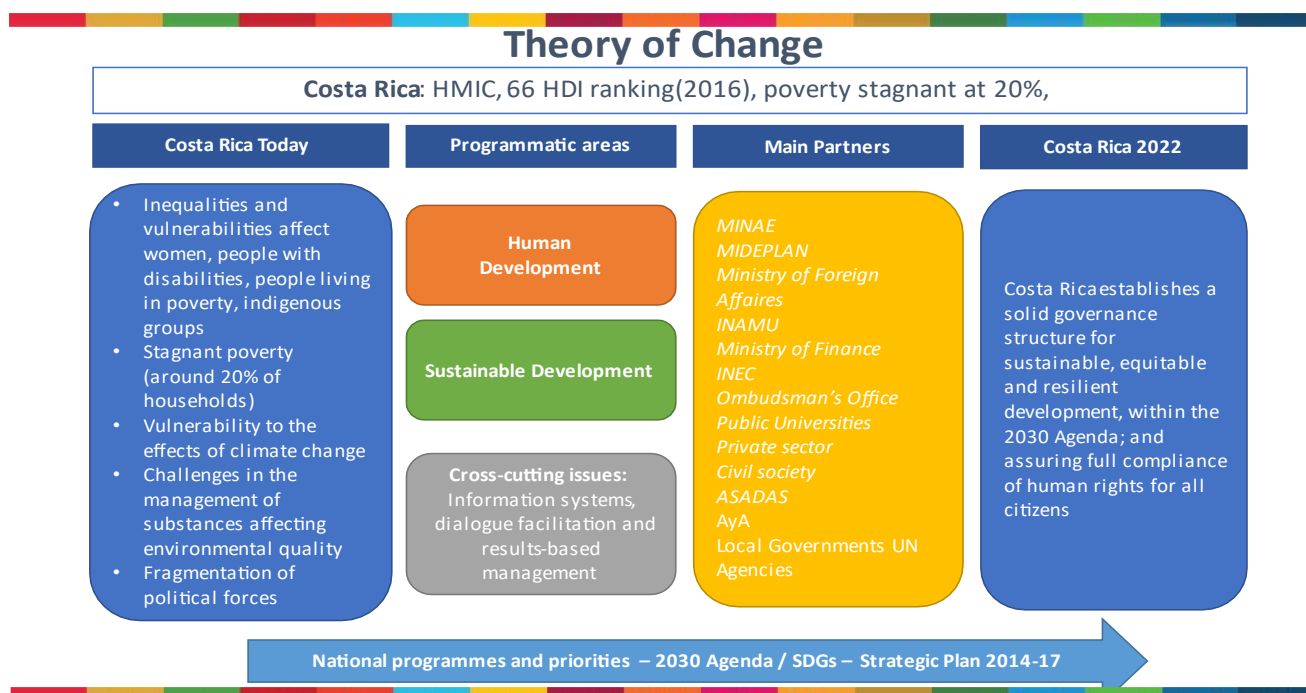 Theory of Change
Costa Rica: HMIC, 66 HDI ranking(2016), poverty stagnant at 20%,
Costa Rica Today
• Inequalities and
vulnerabilities affect
women, people with
disabilities, people living
in poverty, indigenous
groups
• Stagnant poverty
(around 20% of
households)
• Vulnerability to the
effects of climate change
• Challenges in the
management of
substances affecting
environmental quality
• Fragmentation of
political forces
Programmatic areas
Human
Development
Sustainable Development
Cross-cutting issues:
Information systems,
dialogue facilitation and
results-based
management
Main Partners
MINAE
MIDEPLAN
Ministry of Foreign
Affaires
INAMU
Ministry of Finance
INEC
Ombudsman's Office
Public Universities
Private sector
Civil society
ASADAS
AyA
Local Governments UN
Agencies
Costa Rica 2022
Costa Ricaestablishes a
solid governance
structure for
sustainable, equitable
and resilient
development, within the
2030 Agenda; and
assuring full compliance
of human rights for all
citizens
National programmes and priorities – 2030 Agenda / SDGs – Strategic Plan 2014-17